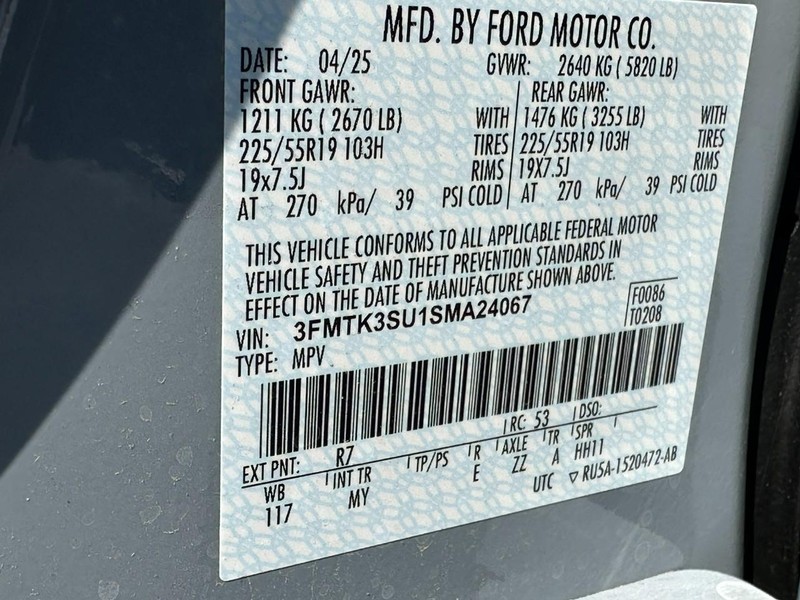 MFD. BY FORD MOTOR CO.
DATE: 04/25 GVWR: 2640 KG ( 5820 LB)
FRONT GAWR: REAR GAWR:
1211 KG ( 2670 LB) WITH 1476 KG ( 3255 LB) WITH
225/55R19 103H TIRES 225/55R19 103H TIRES
19x7.5J RIMS 19X7.5J RIMS
AT 270 kPa/ 39 PSI COLD AT 270 kPa/ 39 PSI COLD
THIS VEHICLE CONFORMS TO ALL APPLICABLE FEDERAL MOTOR
VEHICLE SAFETY AND THEFT PREVENTION STANDARDS IN
EFFECT ON THE DATE OF MANUFACTURE SHOWN ABOVE.
VIN: 3FMTK3SU1SMA24067 F0086
TYPE: MPV T0208
EXT PNT: R7 RC: 53 DSO:
WB INT TR TP/PS R AXLE TR SPR
117 MY E ZZ A HH11
UTC ▽ RU5A-1520472-AB